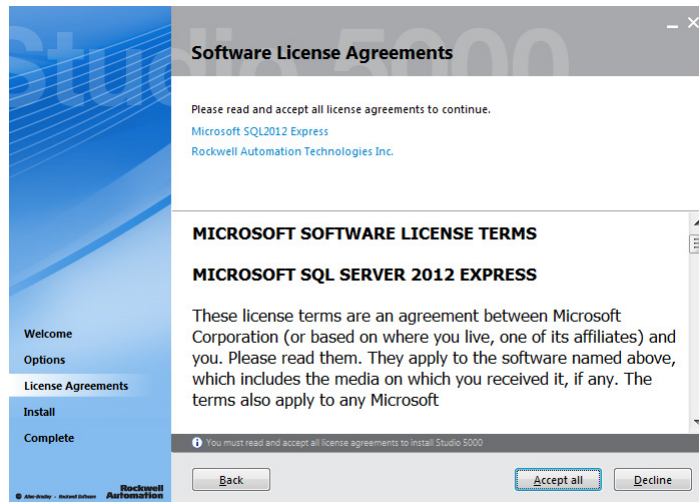 Studio 5000
Software License Agreements
Please read and accept all license agreements to continue.
Microsoft SQL2012 Express
Rockwell Automation Technologies Inc.
MICROSOFT SOFTWARE LICENSE TERMS
MICROSOFT SQL SERVER 2012 EXPRESS
These license terms are an agreement between Microsoft
Corporation (or based on where you live, one of its affiliates) and
you. Please read them. They apply to the software named above,
which includes the media on which you received it, if any. The
terms also apply to any Microsoft
Welcome
Options
License Agreements
Install
Complete
You must read and accept all license agreements to install Studio 5000
Allen-Bradley · Rockwell Software
Rockwell
Automation
Back
Accept all
Decline